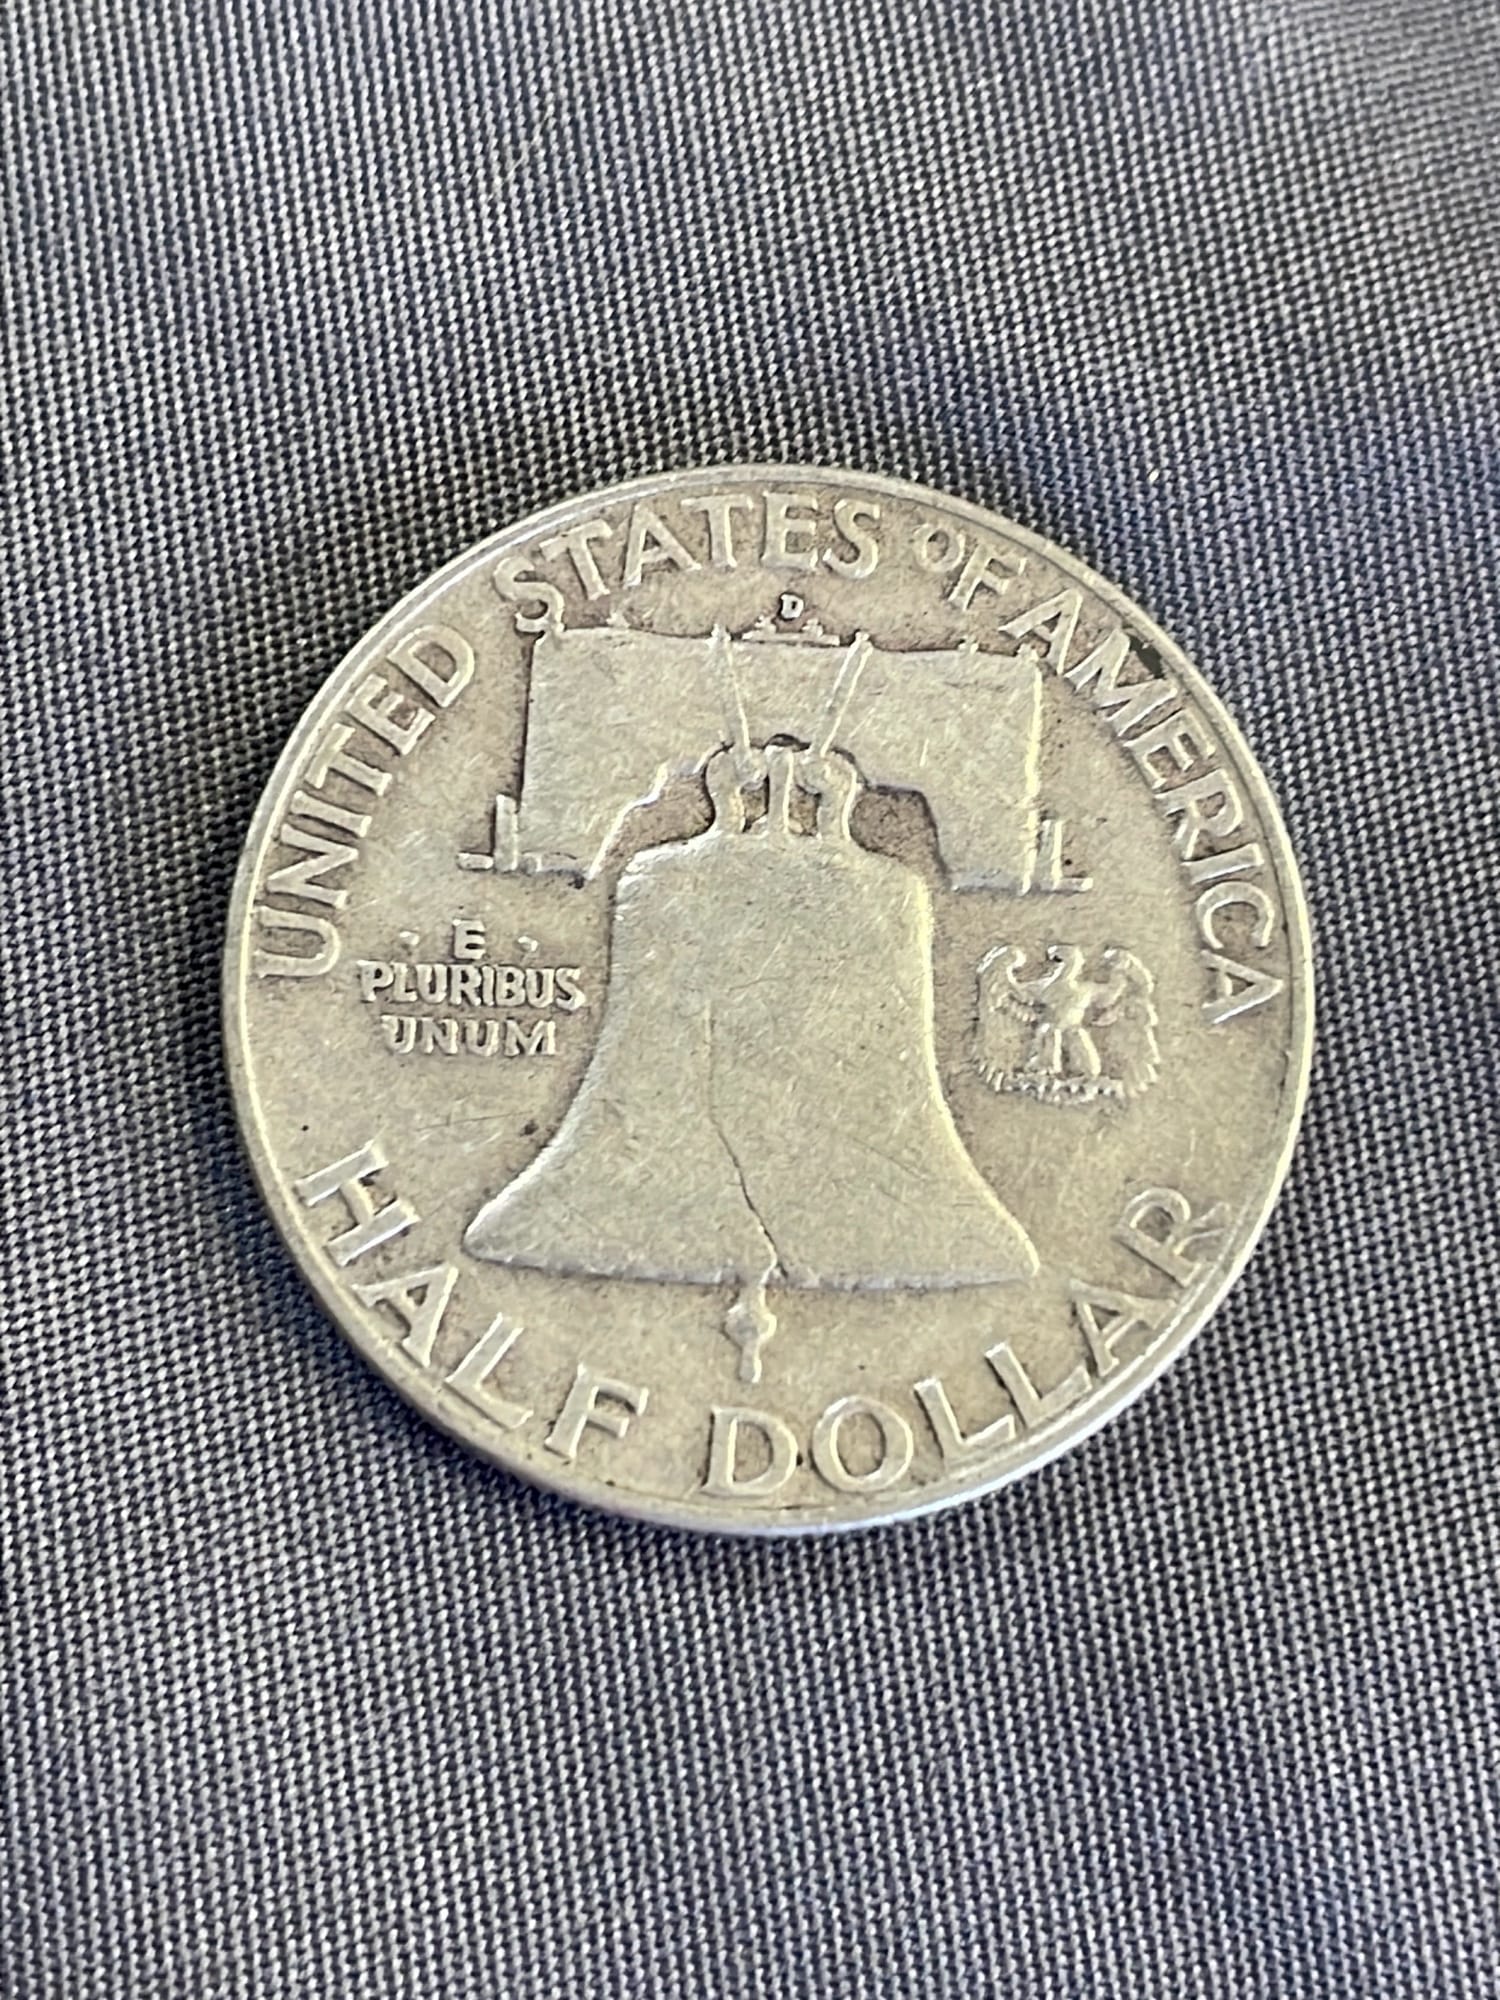 UNITED STATES OF AMERICA
D
· E ·
PLURIBUS
UNUM
HALF DOLLAR